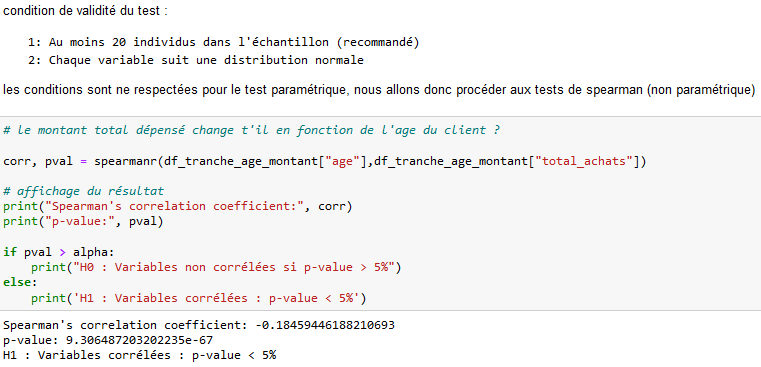 condition de validité du test :
1: Au moins 20 individus dans l'échantillon (recommandé)
2: Chaque variable suit une distribution normale
les conditions sont ne respectées pour le test paramétrique, nous allons donc procéder aux tests de spearman (non paramétrique)
# le montant total dépensé change t'il en fonction de l'age du client ?
corr, pval = spearmanr(df_tranche_age_montant["age"],df_tranche_age_montant["total_achats"])
# affichage du résultat
print("Spearman's correlation coefficient:", corr)
print("p-value:", pval)
if pval > alpha:
    print("H0 : Variables non corrélées si p-value > 5%")
else:
    print('H1 : Variables corrélées : p-value < 5%')
Spearman's correlation coefficient: -0.18459446188210693
p-value: 9.306487203202235e-67
H1 : Variables corrélées : p-value < 5%